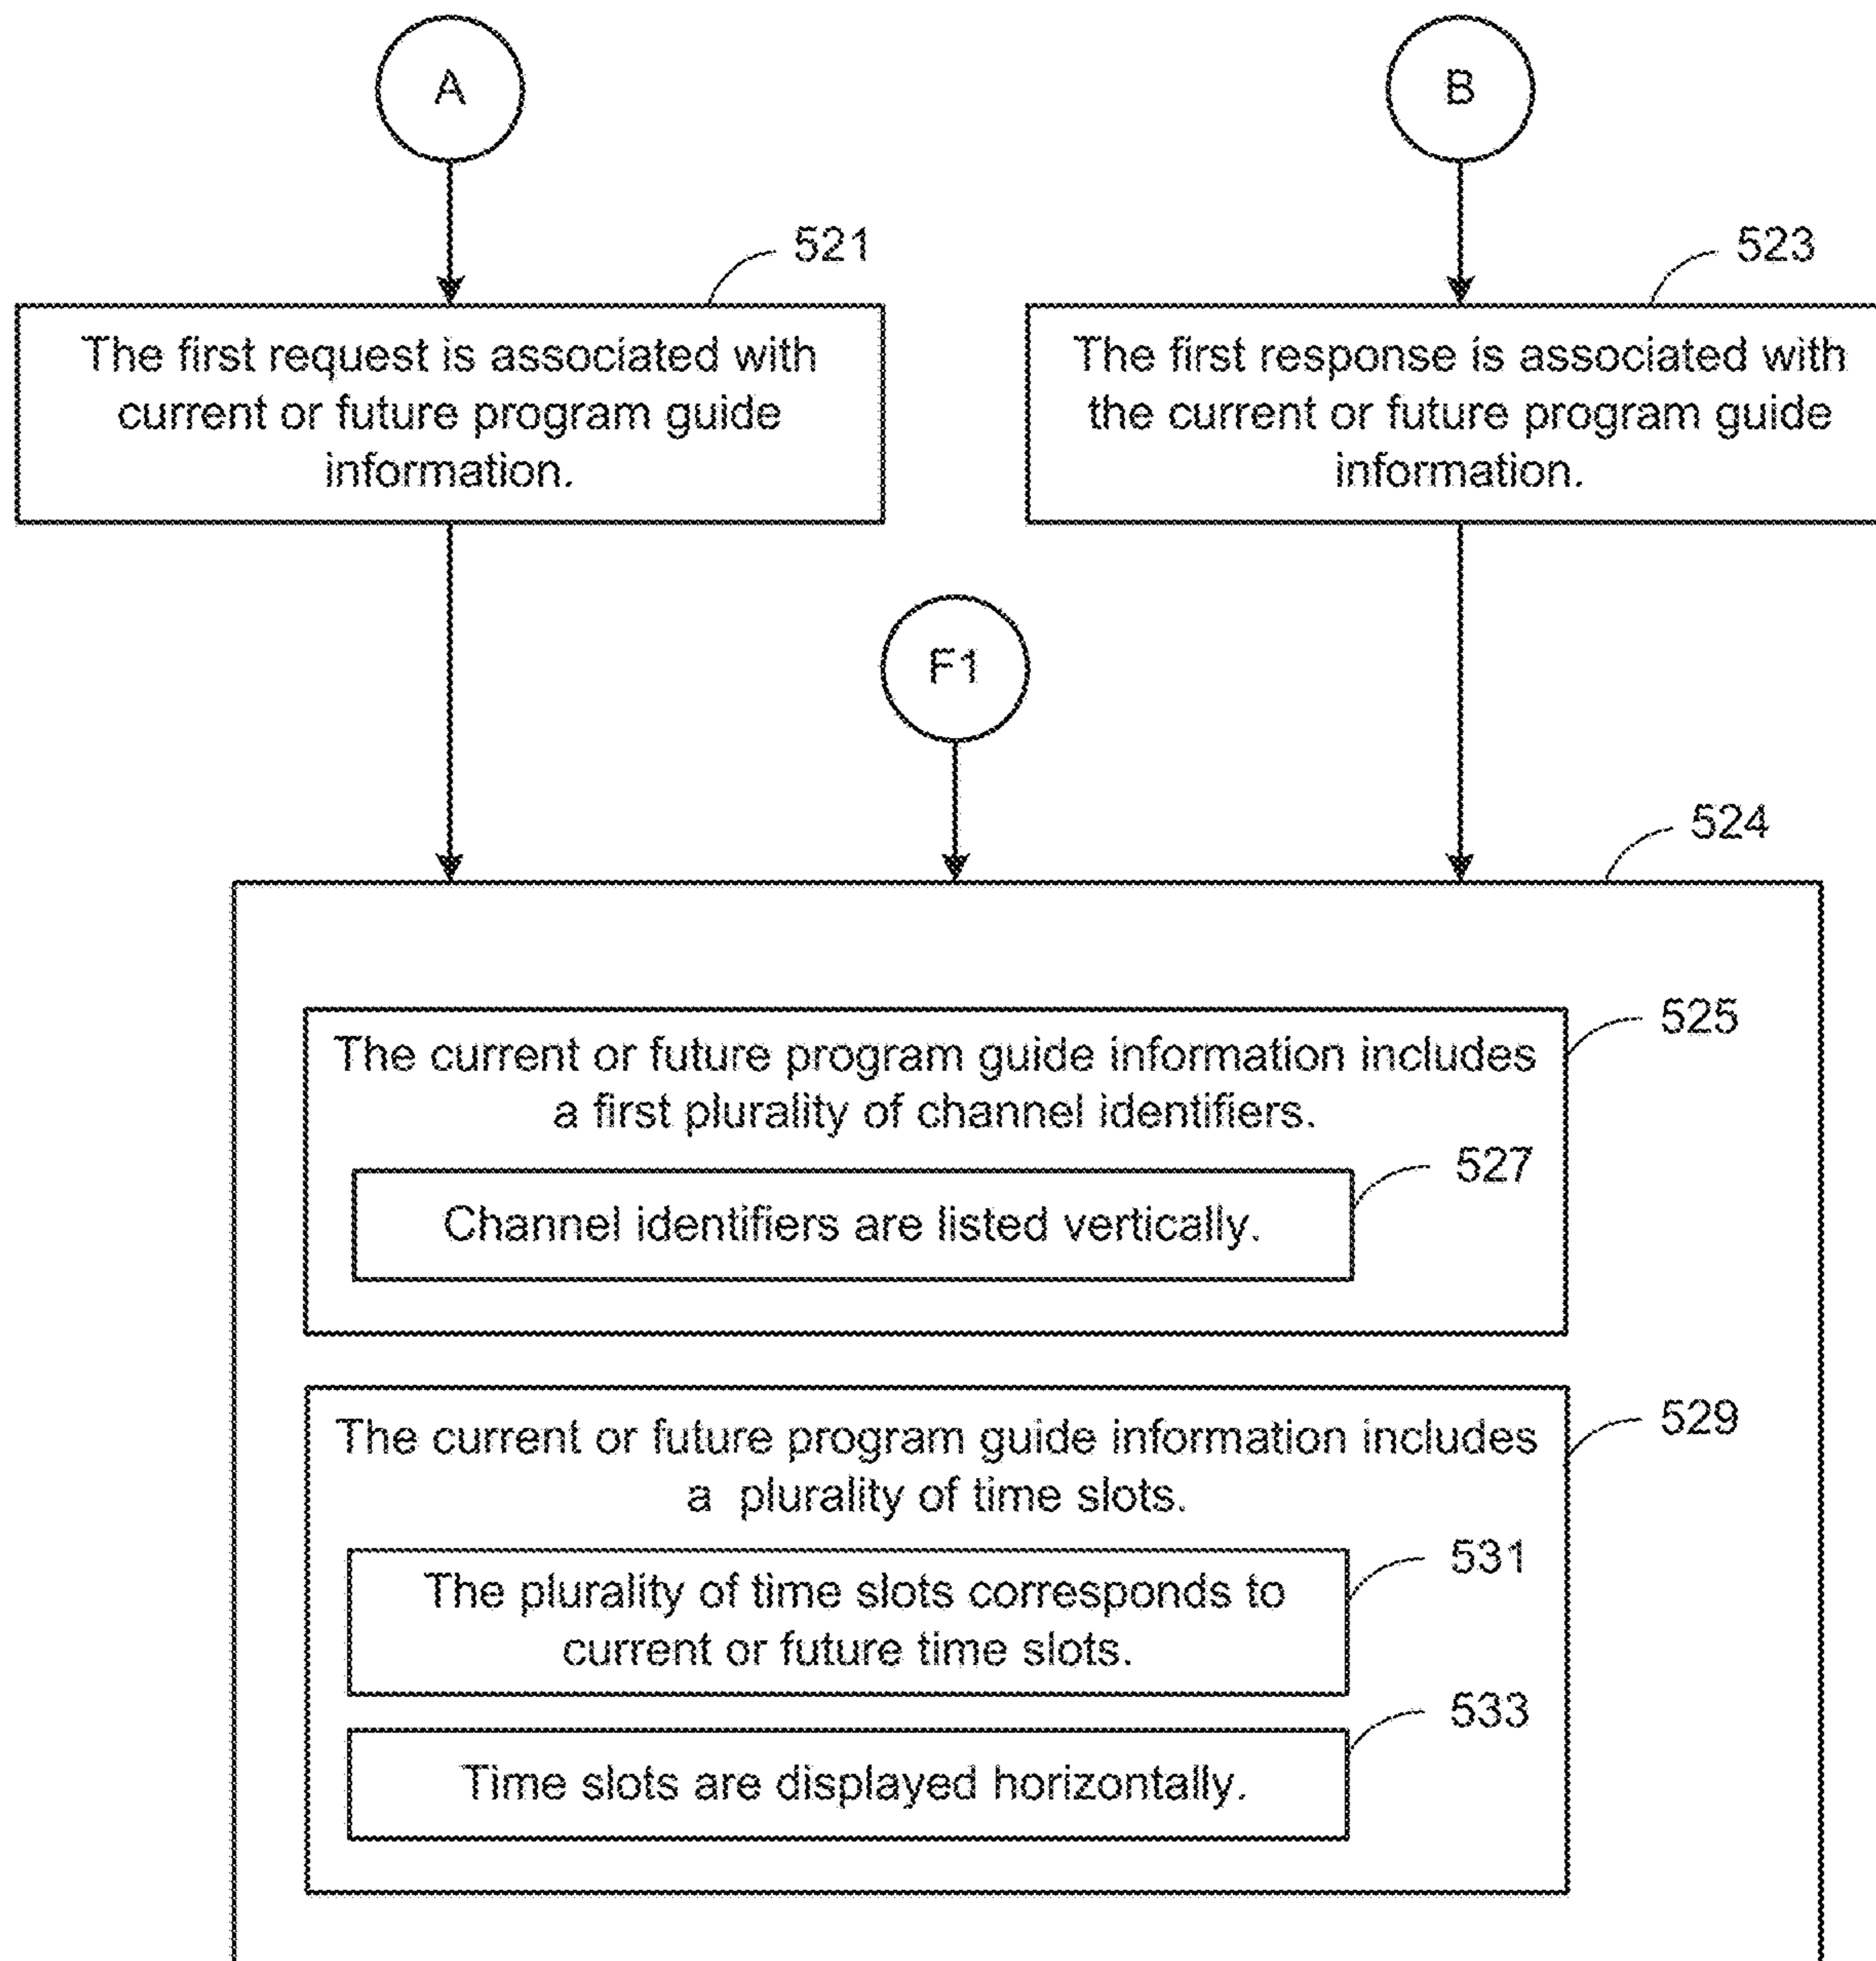 A
B
521
523
The first request is associated with
current or future program guide
information.
The first response is associated with
the current or future program guide
information.
F1
524
525
The current or future program guide information includes
a first plurality of channel identifiers.
527
Channel identifiers are listed vertically.
529
The current or future program guide information includes
a plurality of time slots.
531
The plurality of time slots corresponds to
current or future time slots.
533
Time slots are displayed horizontally.